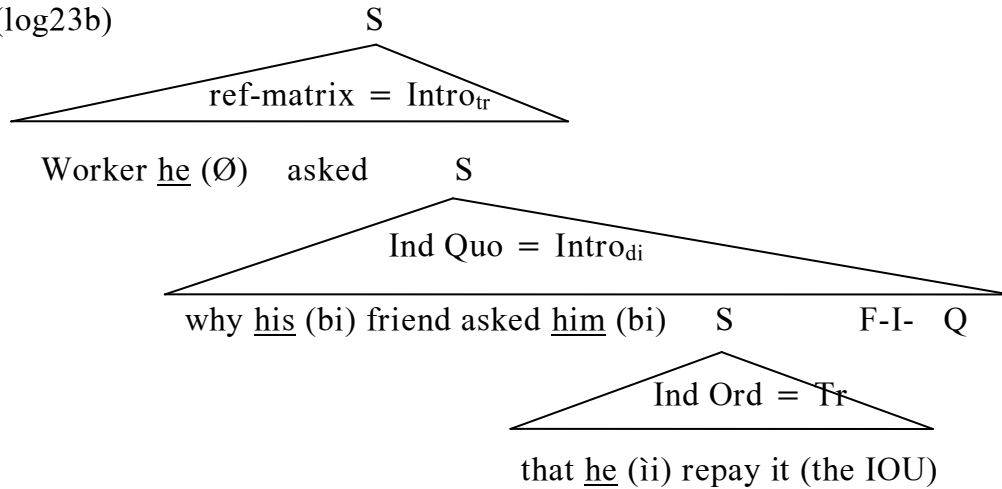 (log23b) S
ref-matrix = Intro_tr
Worker he (Ø) asked S
Ind Quo = Intro_di
why his (bi) friend asked him (bi) S F-I- Q
Ind Ord = Tr
that he (ìi) repay it (the IOU)